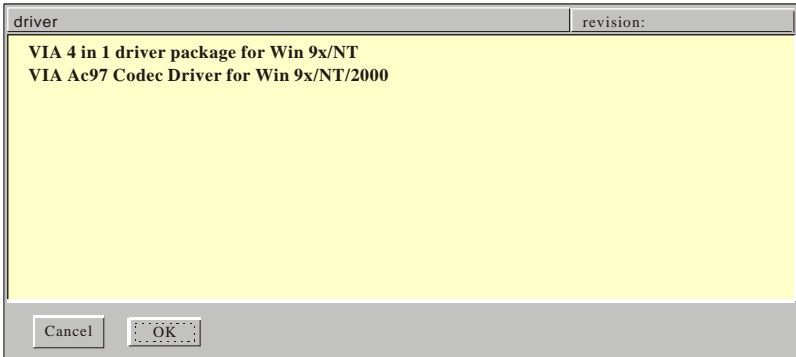 driver revision:
VIA 4 in 1 driver package for Win 9x/NT
VIA Ac97 Codec Driver for Win 9x/NT/2000
Cancel OK